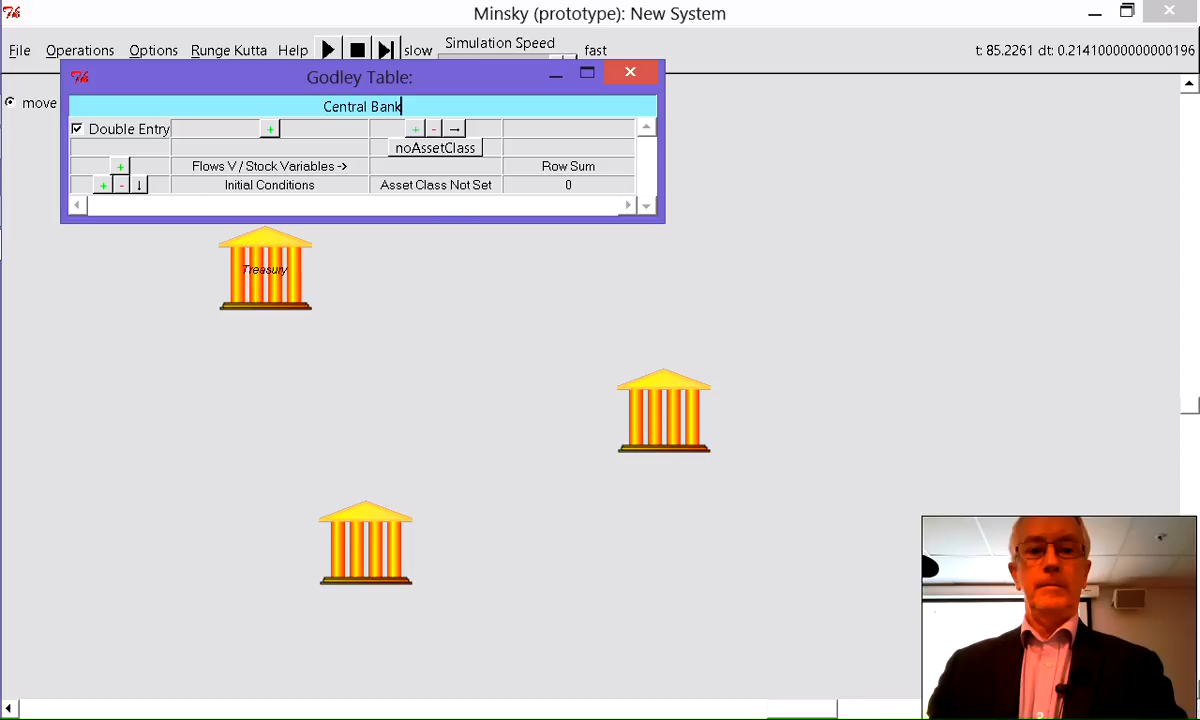 Minsky (prototype): New System
File Operations Options Runge Kutta Help slow Simulation Speed fast t: 85.2261 dt: 0.21410000000000196
move
Godley Table:
Central Bank
Double Entry + + - →
noAssetClass
+ Flows V / Stock Variables -> Row Sum
+ - ↓ Initial Conditions Asset Class Not Set 0
Treasury